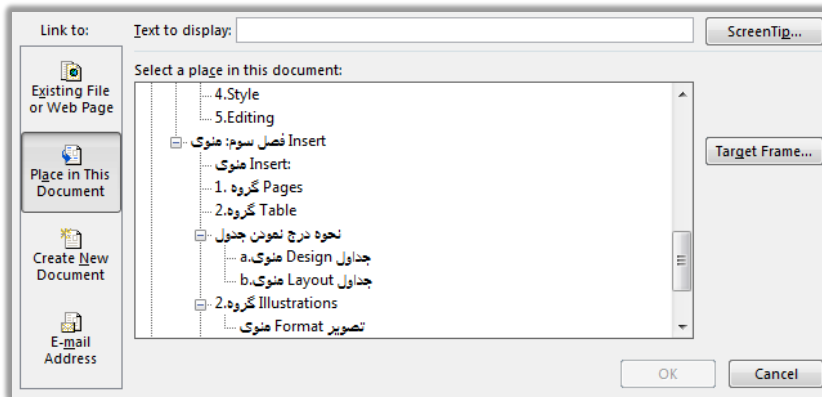 Link to:
Text to display:
ScreenTip...
Existing File
or Web Page
Place in This
Document
Create New
Document
E-mail
Address
Select a place in this document:
4.Style
5.Editing
فصل سوم: منوی Insert
منوی Insert:
1. گروه Pages
2.گروه Table
نحوه درج نمودن جدول
a.منوی Design جداول
b.منوی Layout جداول
2.گروه Illustrations
منوی Format تصویر
Target Frame...
OK
Cancel